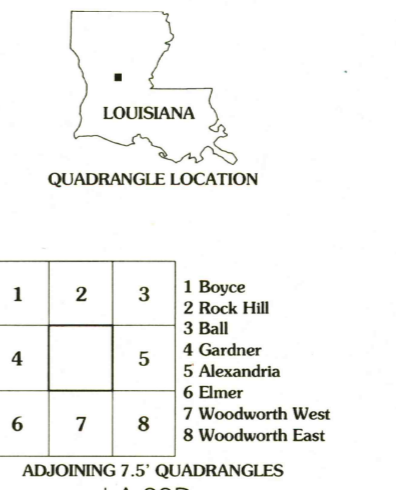 LOUISIANA
QUADRANGLE LOCATION
1 2 3
4 5
6 7 8
1 Boyce
2 Rock Hill
3 Ball
4 Gardner
5 Alexandria
6 Elmer
7 Woodworth West
8 Woodworth East
ADJOINING 7.5' QUADRANGLES